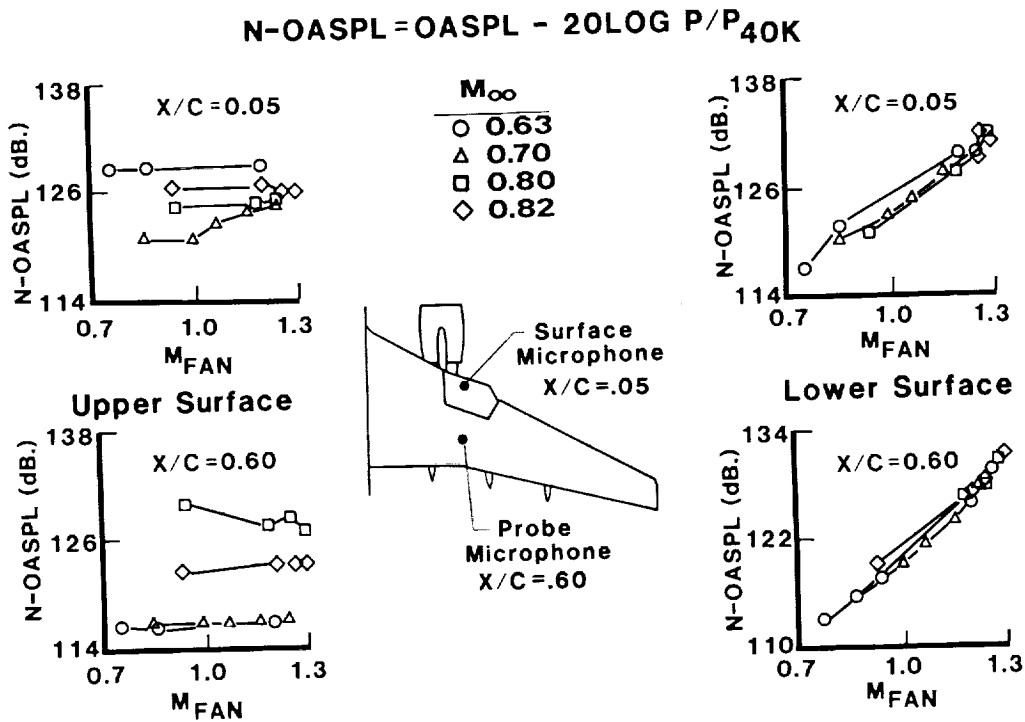 N-OASPL = OASPL - 20LOG P/P40K
138
126
114
N-OASPL (dB.)
X/C = 0.05
0.7
1.0
1.3
MFAN
Upper Surface
138
126
114
N-OASPL (dB.)
X/C = 0.60
0.7
1.0
1.3
MFAN
M∞
0.63
0.70
0.80
0.82
Surface
Microphone
X/C = .05
Probe
Microphone
X/C = .60
138
126
114
N-OASPL (dB.)
X/C = 0.05
0.7
1.0
1.3
MFAN
Lower Surface
134
122
110
N-OASPL (dB.)
X/C = 0.60
0.7
1.0
1.3
MFAN